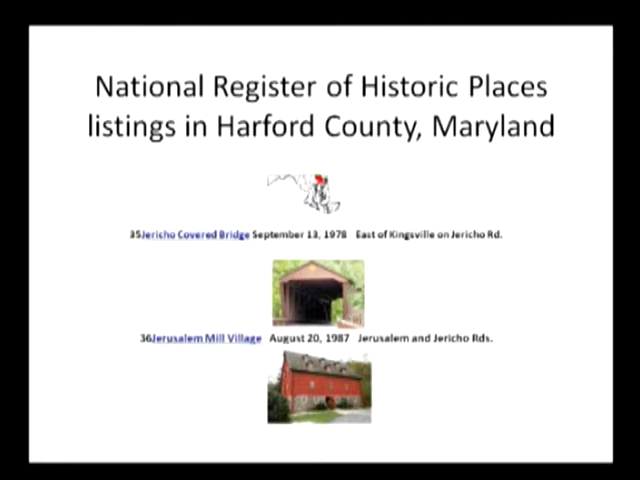 National Register of Historic Places
listings in Harford County, Maryland
35Jericho Covered Bridge September 13, 1978 East of Kingsville on Jericho Rd.
36Jerusalem Mill Village August 20, 1987 Jerusalem and Jericho Rds.